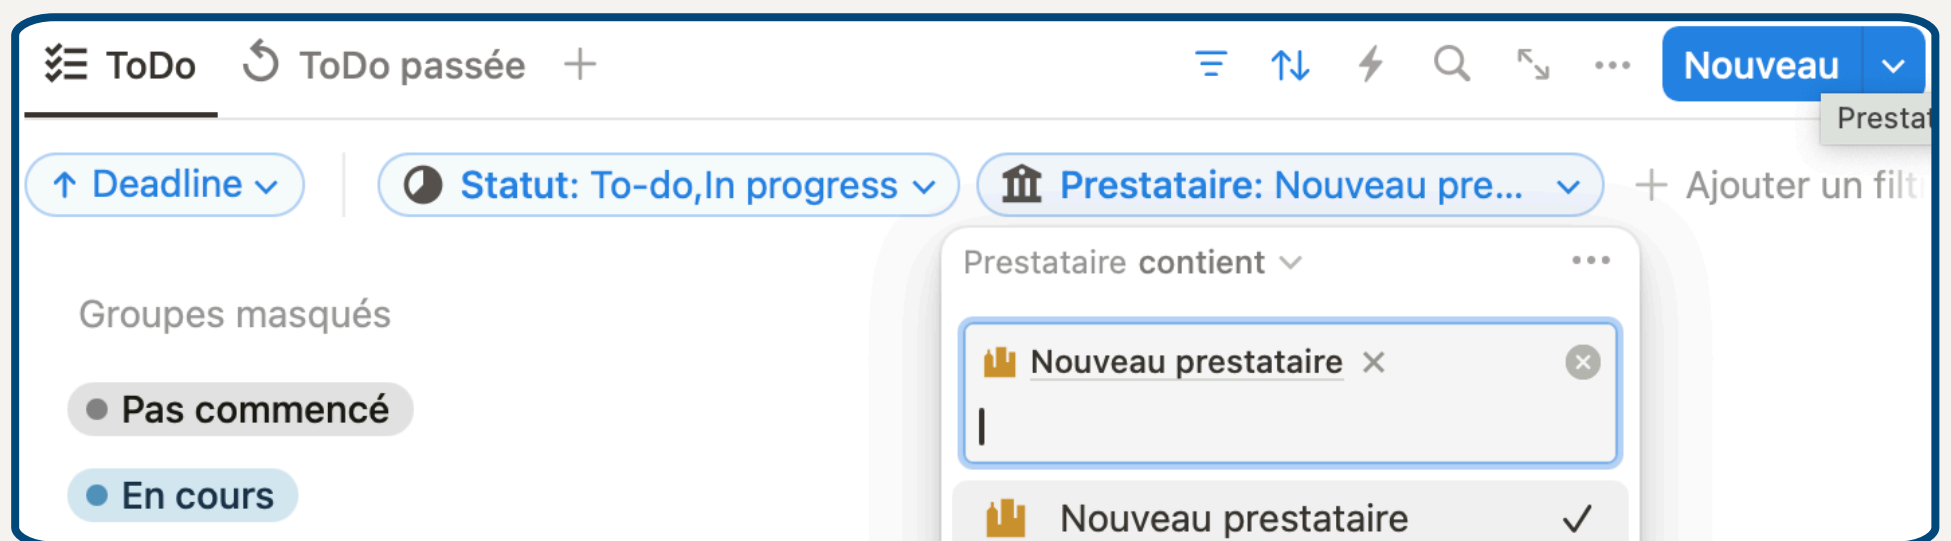 ToDo ToDo passée
Nouveau
Deadline Statut: To-do,In progress Prestataire: Nouveau pre... Ajouter un filt
Prestat
Prestataire contient
Groupes masqués
Nouveau prestataire
Pas commencé
En cours
Nouveau prestataire